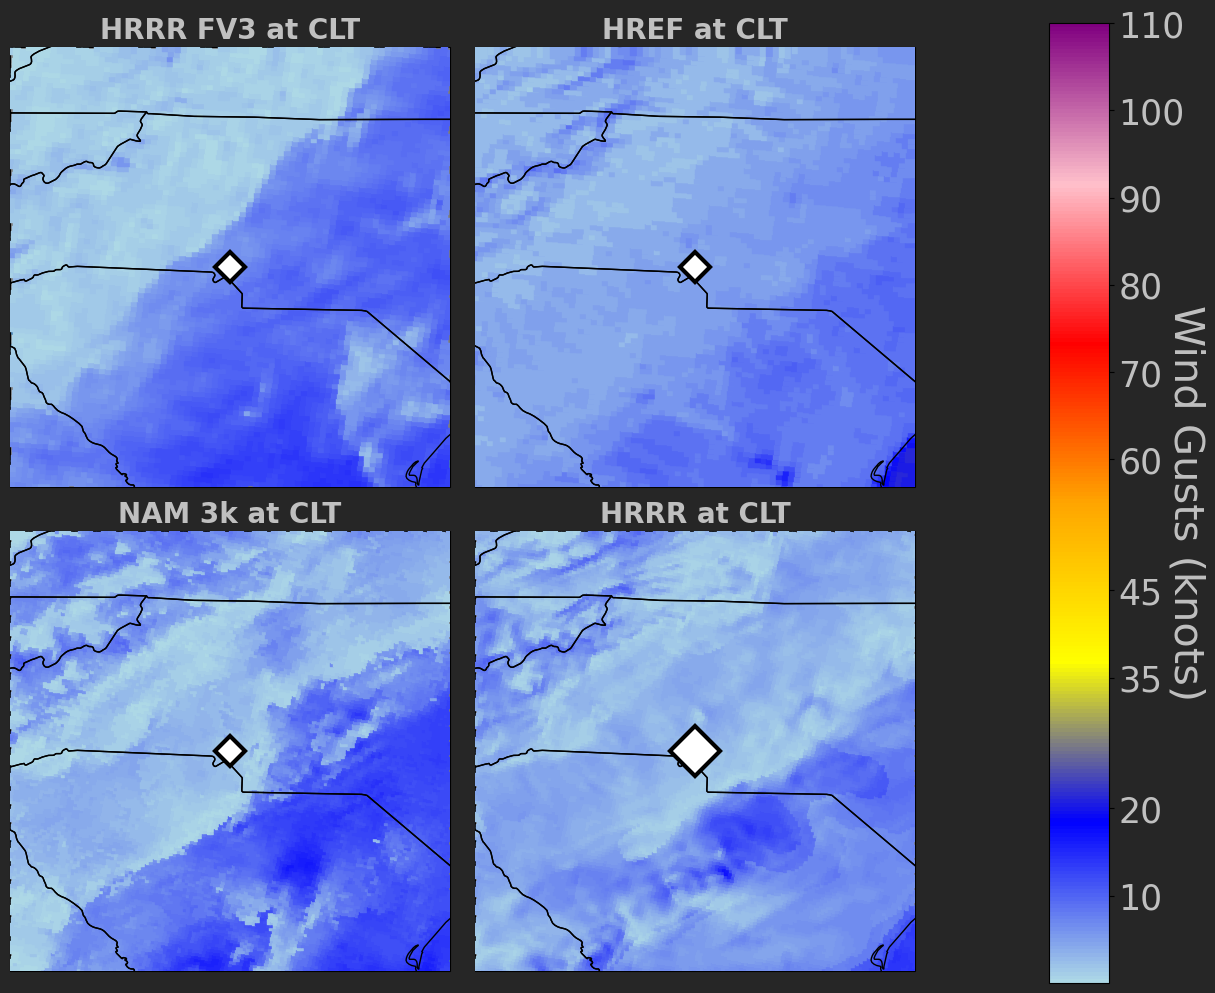 HRRR FV3 at CLT
HREF at CLT
NAM 3k at CLT
HRRR at CLT
110
100
90
80
70
60
45
35
20
10
Wind Gusts (knots)